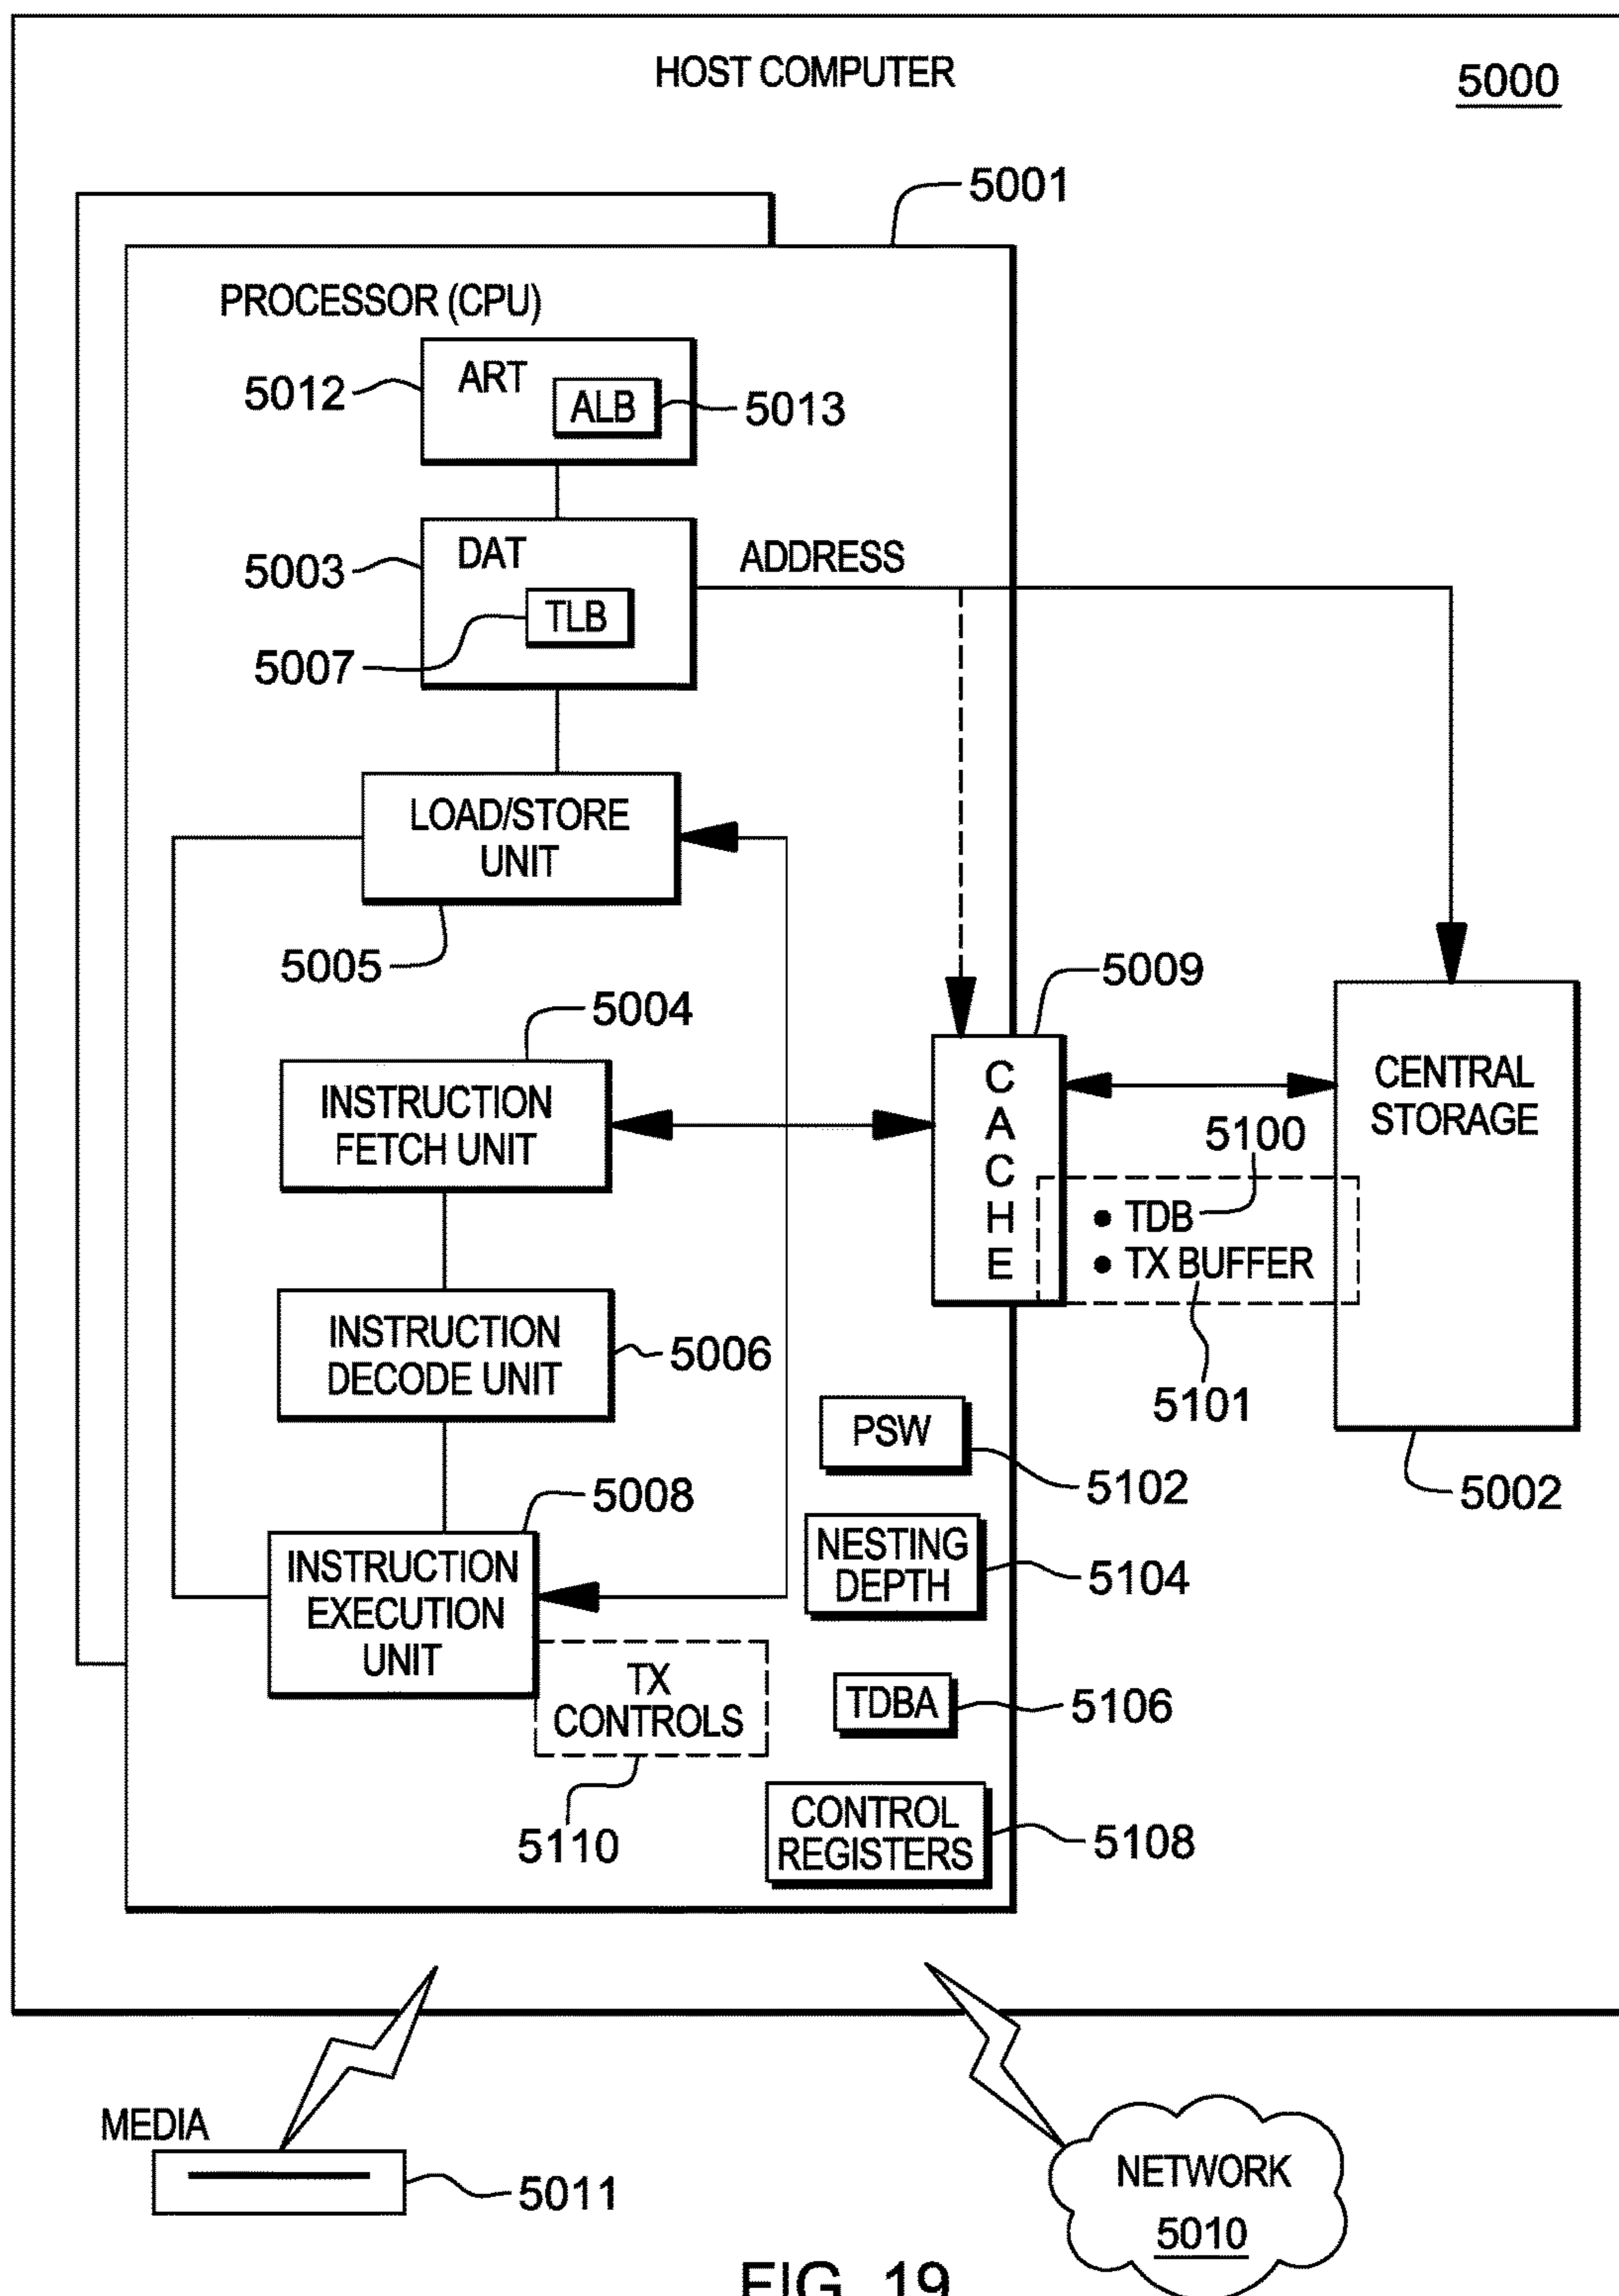 HOST COMPUTER
5000
5001
PROCESSOR (CPU)
ART
5012
ALB
5013
DAT
ADDRESS
5003
TLB
5007
LOAD/STORE
UNIT
5005
5009
5004
C
A
C
H
E
CENTRAL
STORAGE
INSTRUCTION
FETCH UNIT
5100
• TDB
• TX BUFFER
INSTRUCTION
DECODE UNIT
5006
5101
PSW
5102
5002
5008
NESTING
DEPTH
5104
INSTRUCTION
EXECUTION
UNIT
TX
CONTROLS
TDBA
5106
5110
CONTROL
REGISTERS
5108
MEDIA
5011
NETWORK
5010
FIG. 19